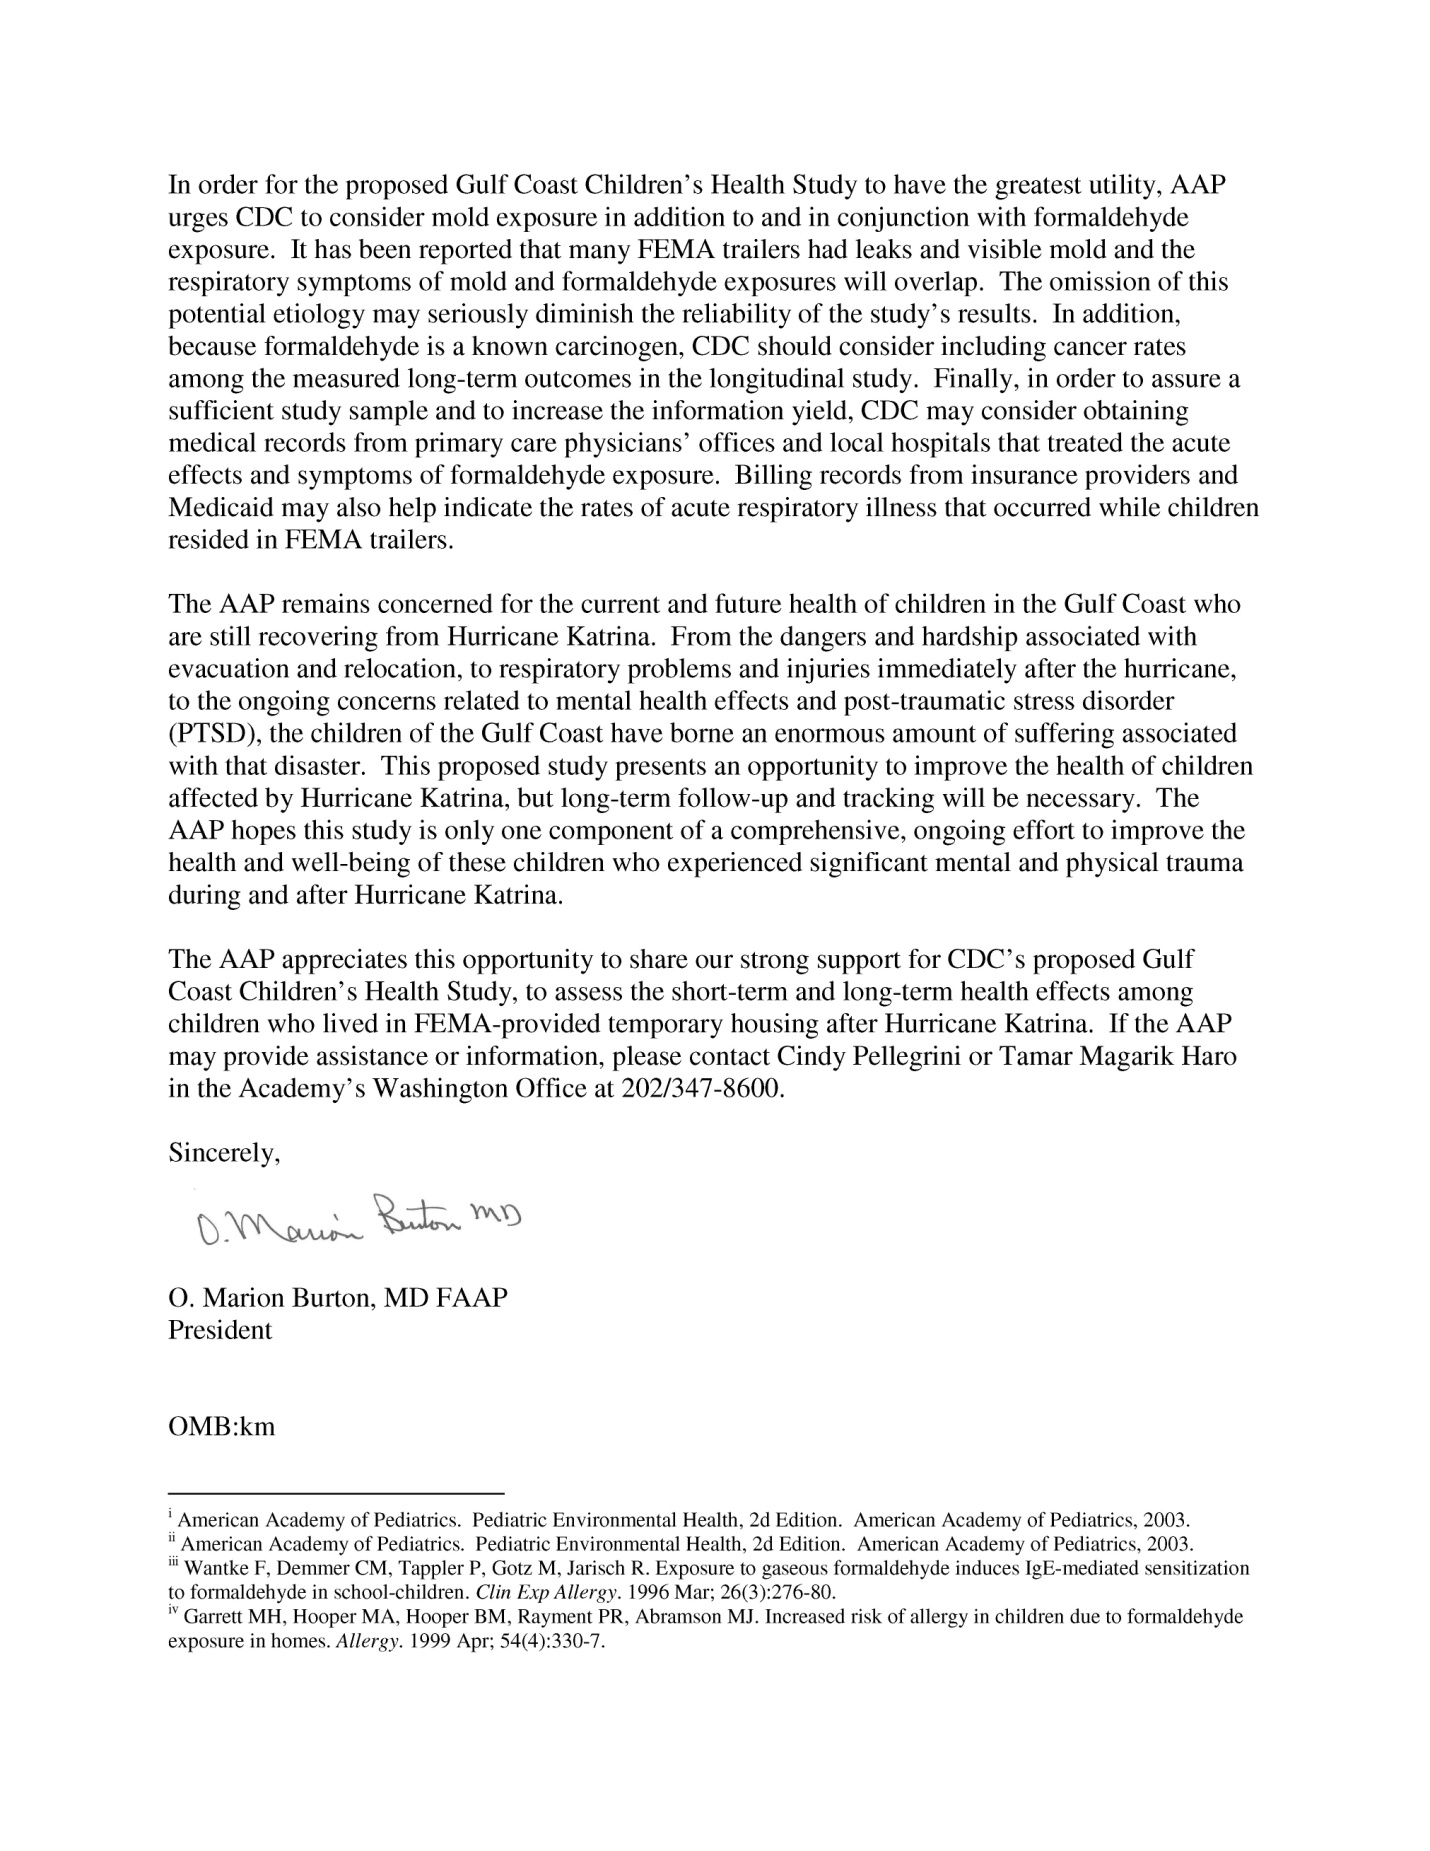 In order for the proposed Gulf Coast Children’s Health Study to have the greatest utility, AAP
urges CDC to consider mold exposure in addition to and in conjunction with formaldehyde
exposure.  It has been reported that many FEMA trailers had leaks and visible mold and the
respiratory symptoms of mold and formaldehyde exposures will overlap.  The omission of this
potential etiology may seriously diminish the reliability of the study’s results.  In addition,
because formaldehyde is a known carcinogen, CDC should consider including cancer rates
among the measured long-term outcomes in the longitudinal study.  Finally, in order to assure a
sufficient study sample and to increase the information yield, CDC may consider obtaining
medical records from primary care physicians’ offices and local hospitals that treated the acute
effects and symptoms of formaldehyde exposure.  Billing records from insurance providers and
Medicaid may also help indicate the rates of acute respiratory illness that occurred while children
resided in FEMA trailers.
The AAP remains concerned for the current and future health of children in the Gulf Coast who
are still recovering from Hurricane Katrina.  From the dangers and hardship associated with
evacuation and relocation, to respiratory problems and injuries immediately after the hurricane,
to the ongoing concerns related to mental health effects and post-traumatic stress disorder
(PTSD), the children of the Gulf Coast have borne an enormous amount of suffering associated
with that disaster.  This proposed study presents an opportunity to improve the health of children
affected by Hurricane Katrina, but long-term follow-up and tracking will be necessary.  The
AAP hopes this study is only one component of a comprehensive, ongoing effort to improve the
health and well-being of these children who experienced significant mental and physical trauma
during and after Hurricane Katrina.
The AAP appreciates this opportunity to share our strong support for CDC’s proposed Gulf
Coast Children’s Health Study, to assess the short-term and long-term health effects among
children who lived in FEMA-provided temporary housing after Hurricane Katrina.  If the AAP
may provide assistance or information, please contact Cindy Pellegrini or Tamar Magarik Haro
in the Academy’s Washington Office at 202/347-8600.
Sincerely,
O. Marion Burton MD
O. Marion Burton, MD FAAP
President
OMB:km
i American Academy of Pediatrics.  Pediatric Environmental Health, 2d Edition.  American Academy of Pediatrics, 2003.
ii American Academy of Pediatrics.  Pediatric Environmental Health, 2d Edition.  American Academy of Pediatrics, 2003.
iii Wantke F, Demmer CM, Tappler P, Gotz M, Jarisch R. Exposure to gaseous formaldehyde induces IgE-mediated sensitization
to formaldehyde in school-children. Clin Exp Allergy. 1996 Mar; 26(3):276-80.
iv Garrett MH, Hooper MA, Hooper BM, Rayment PR, Abramson MJ. Increased risk of allergy in children due to formaldehyde
exposure in homes. Allergy. 1999 Apr; 54(4):330-7.